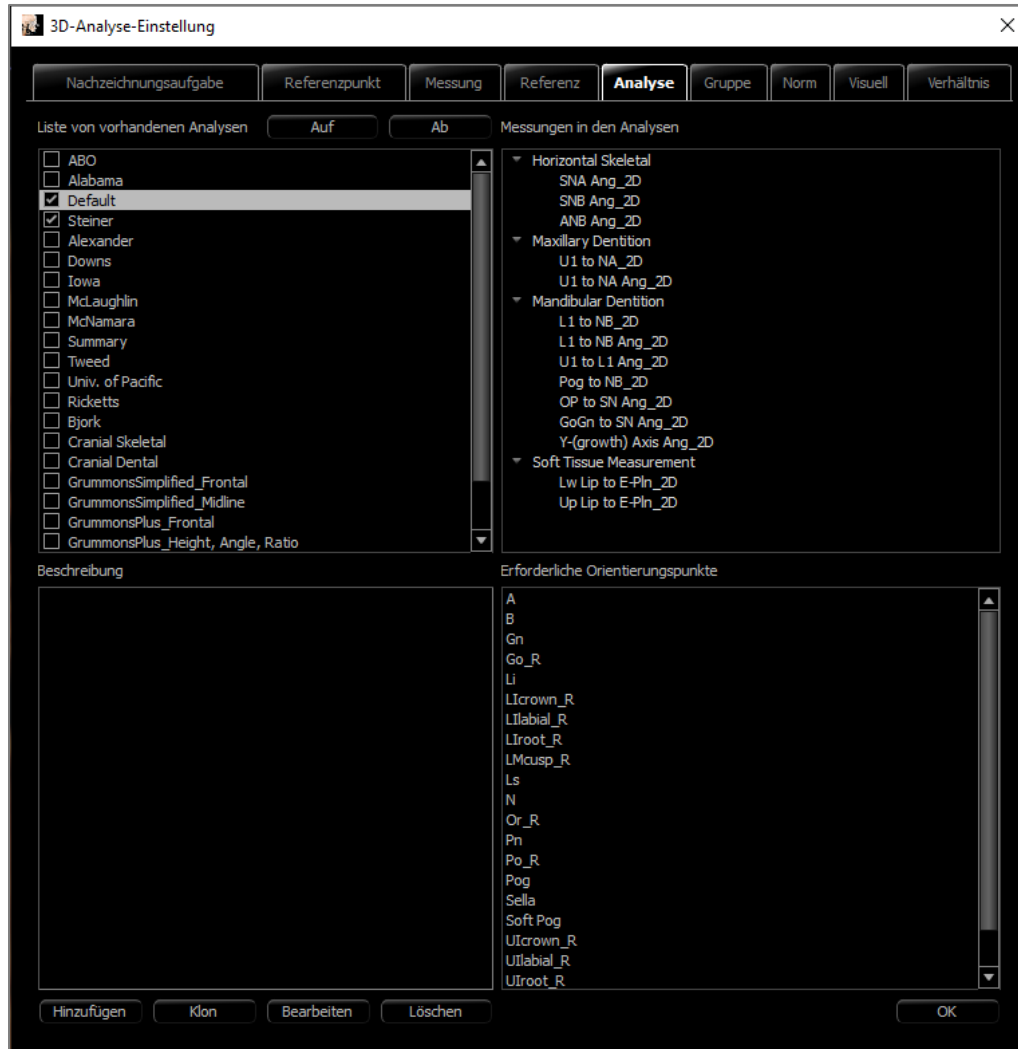 3D-Analyse-Einstellung
Nachzeichnungsaufgabe Referenzpunkt Messung Referenz Analyse Gruppe Norm Visuell Verhältnis
Liste von vorhandenen Analysen Auf Ab
ABO
Alabama
Default
Steiner
Alexander
Downs
Iowa
McLaughlin
McNamara
Summary
Tweed
Univ. of Pacific
Ricketts
Bjork
Cranial Skeletal
Cranial Dental
GrummonsSimplified_Frontal
GrummonsSimplified_Midline
GrummonsPlus_Frontal
GrummonsPlus_Height, Angle, Ratio
Messungen in den Analysen
Horizontal Skeletal
SNA Ang_2D
SNB Ang_2D
ANB Ang_2D
Maxillary Dentition
U1 to NA_2D
U1 to NA Ang_2D
Mandibular Dentition
L1 to NB_2D
L1 to NB Ang_2D
U1 to L1 Ang_2D
Pog to NB_2D
OP to SN Ang_2D
GoGn to SN Ang_2D
Y-(growth) Axis Ang_2D
Soft Tissue Measurement
Lw Lip to E-Pln_2D
Up Lip to E-Pln_2D
Beschreibung
Erforderliche Orientierungspunkte
A
B
Gn
Go_R
Li
LIcrown_R
LIlabial_R
LIroot_R
LMcusp_R
Ls
N
Or_R
Pn
Po_R
Pog
Sella
Soft Pog
UIcrown_R
UIlabial_R
UIroot_R
Hinzufügen Klon Bearbeiten Löschen OK